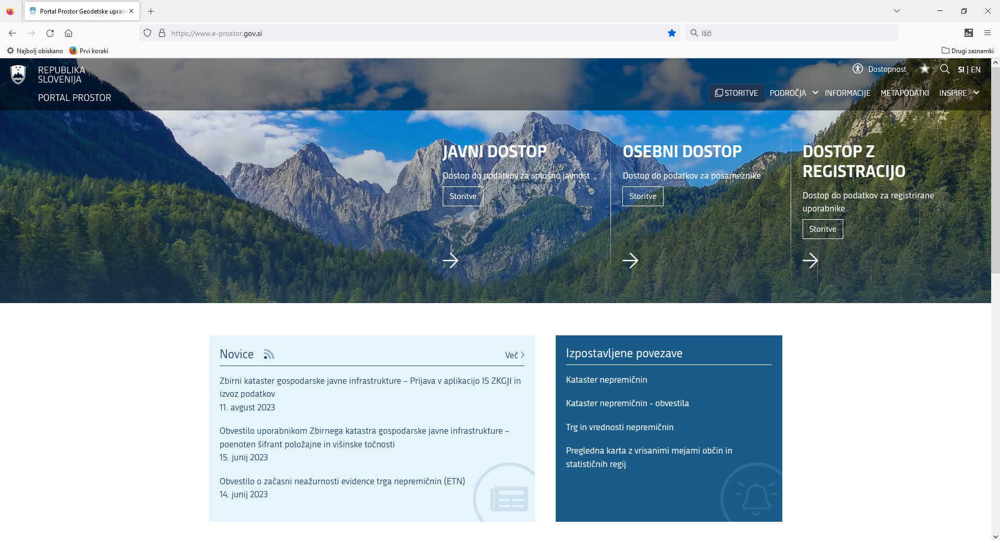 Portal Prostor Geodetske uprave
https://www.e-prostor.gov.si
Išči
Najbolj obiskano
Prvi koraki
Drugi zaznamki
REPUBLIKA
SLOVENIJA
PORTAL PROSTOR
Dostopnost
SI | EN
STORITVE
PODROČJA
INFORMACIJE
METAPODATKI
INSPIRE
JAVNI DOSTOP
Dostop do podatkov za splošno javnost
Storitve
OSEBNI DOSTOP
Dostop do podatkov za posameznike
Storitve
DOSTOP Z
REGISTRACIJO
Dostop do podatkov za registrirane
uporabnike
Storitve
Novice
Več
Zbirni kataster gospodarske javne infrastrukture – Prijava v aplikacijo IS ZKGJI in
izvoz podatkov
11. avgust 2023
Obvestilo uporabnikom Zbirnega katastra gospodarske javne infrastrukture –
poenoten šifrant položajne in višinske točnosti
15. junij 2023
Obvestilo o začasni neažurnosti evidence trga nepremičnin (ETN)
14. junij 2023
Izpostavljene povezave
Kataster nepremičnin
Kataster nepremičnin - obvestila
Trg in vrednosti nepremičnin
Pregledna karta z vrisanimi mejami občin in
statističnih regij